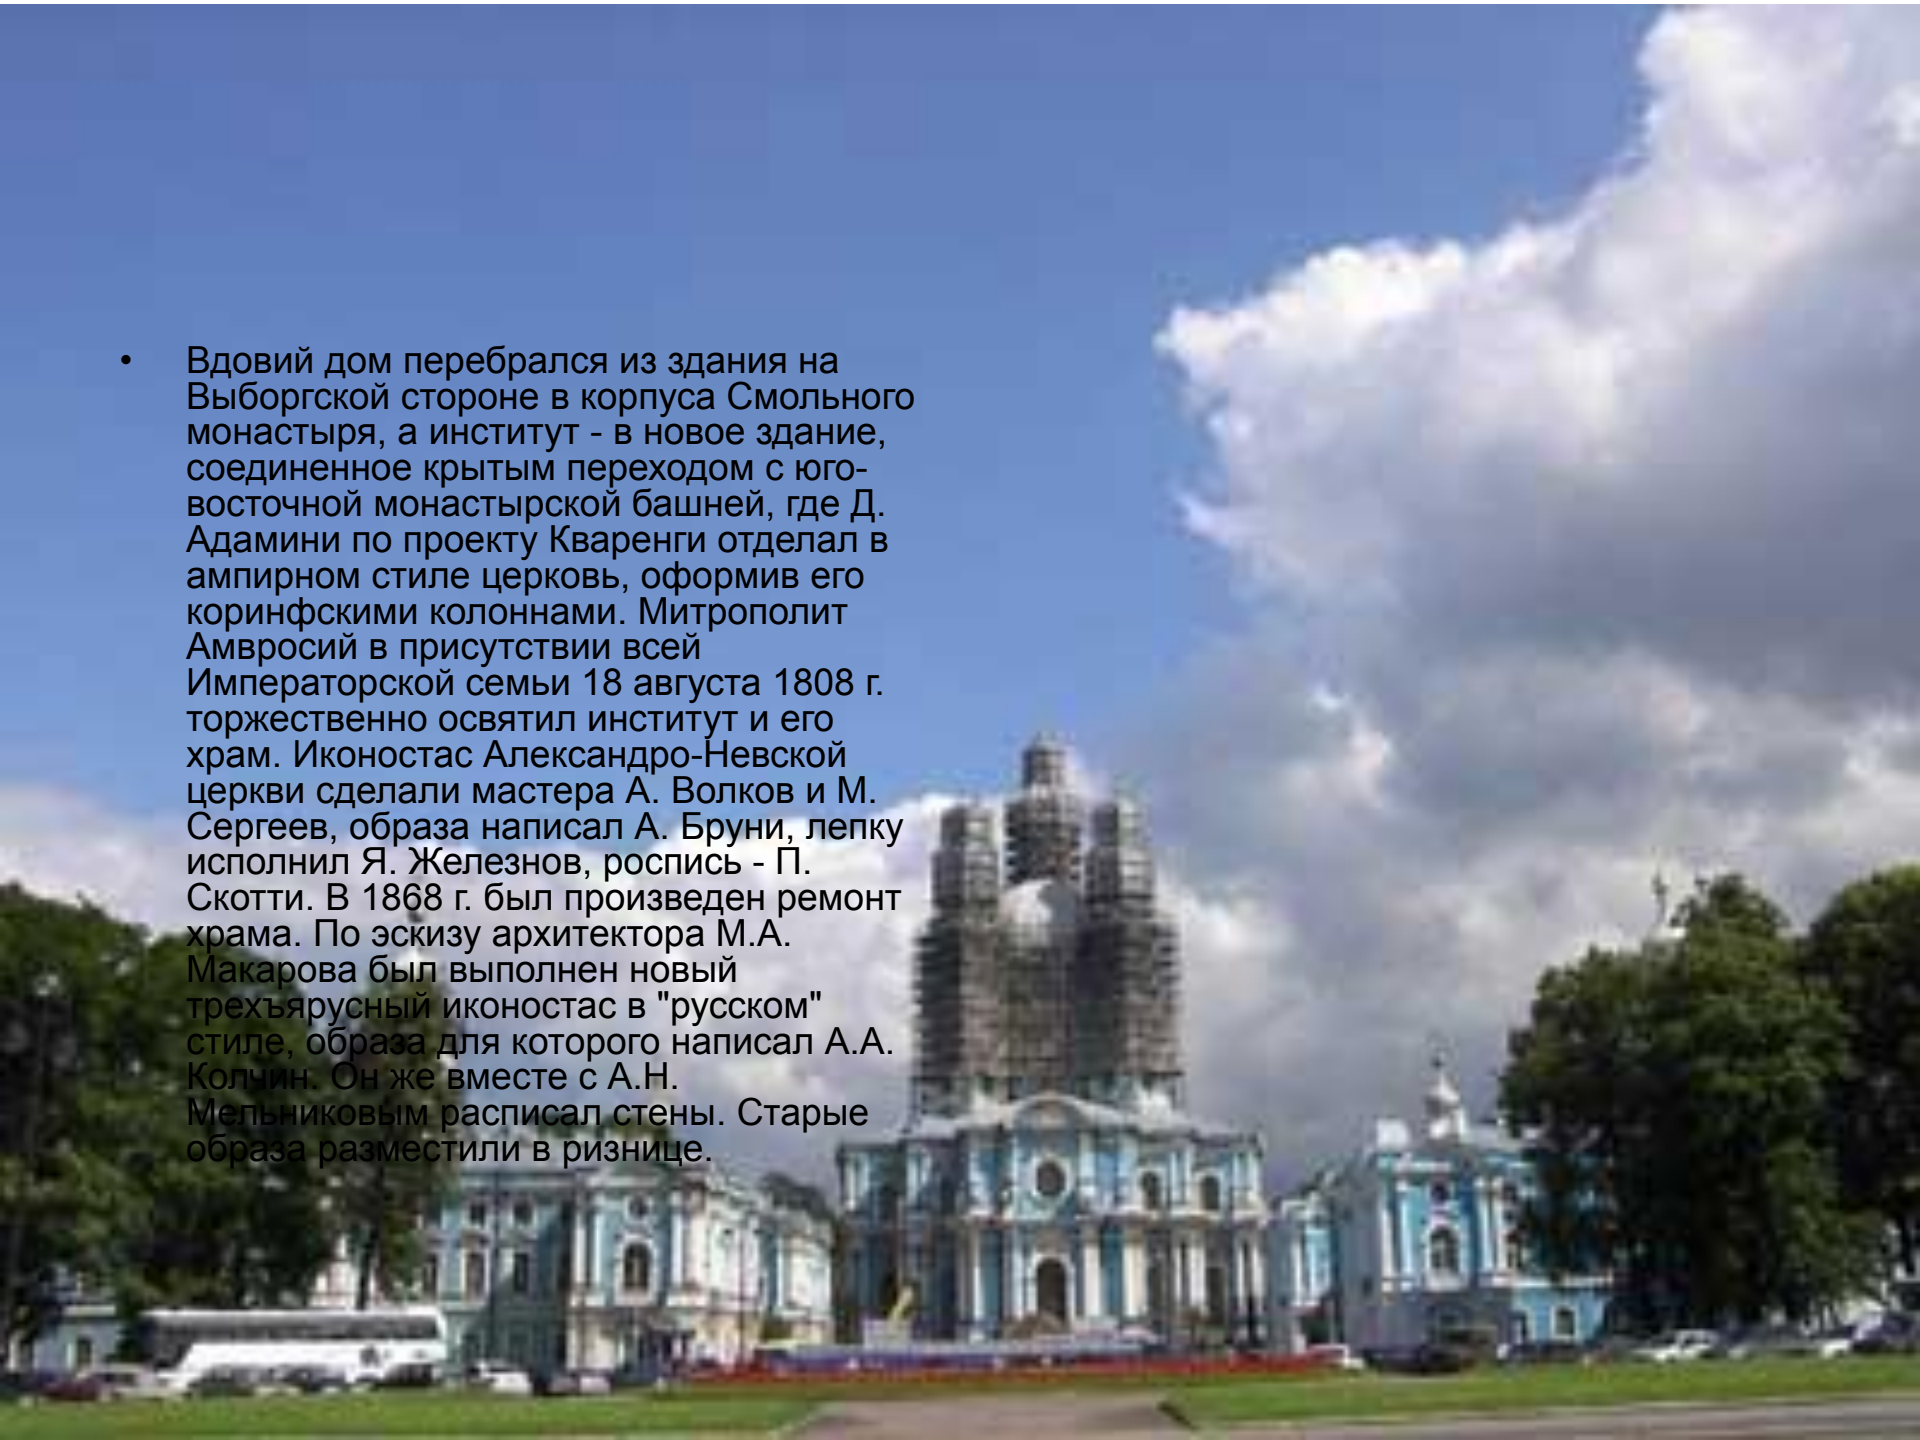 • Вдовий дом перебрался из здания на
Выборгской стороне в корпуса Смольного
монастыря, а институт - в новое здание,
соединенное крытым переходом с юго-
восточной монастырской башней, где Д.
Адамини по проекту Кваренги отделал в
ампирном стиле церковь, оформив его
коринфскими колоннами. Митрополит
Амвросий в присутствии всей
Императорской семьи 18 августа 1808 г.
торжественно освятил институт и его
храм. Иконостас Александро-Невской
церкви сделали мастера А. Волков и М.
Сергеев, образа написал А. Бруни, лепку
исполнил Я. Железнов, роспись - П.
Скотти. В 1868 г. был произведен ремонт
храма. По эскизу архитектора М.А.
Макарова был выполнен новый
трехъярусный иконостас в "русском"
стиле, образа для которого написал А.А.
Колчин. Он же вместе с А.Н.
Мельниковым расписал стены. Старые
образа разместили в ризнице.